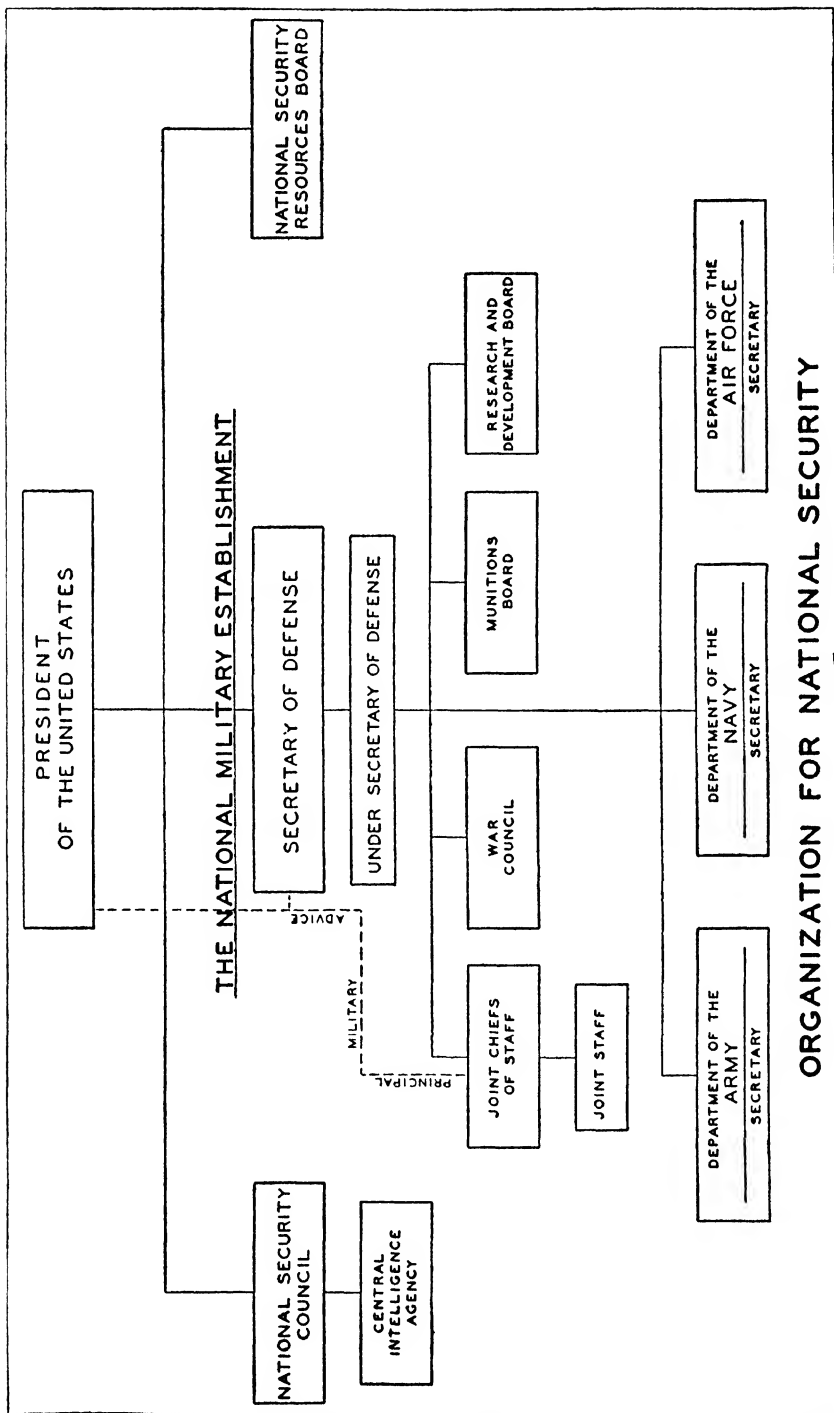 PRESIDENT
OF THE UNITED STATES
THE NATIONAL MILITARY ESTABLISHMENT
NATIONAL SECURITY
COUNCIL
SECRETARY OF DEFENSE
NATIONAL SECURITY
RESOURCES BOARD
ADVICE
CENTRAL
INTELLIGENCE
AGENCY
MILITARY
UNDER SECRETARY OF DEFENSE
PRINCIPAL
JOINT CHIEFS
OF STAFF
WAR
COUNCIL
MUNITIONS
BOARD
RESEARCH AND
DEVELOPMENT BOARD
JOINT STAFF
DEPARTMENT OF THE
ARMY
SECRETARY
DEPARTMENT OF THE
NAVY
SECRETARY
DEPARTMENT OF THE
AIR FORCE
SECRETARY
ORGANIZATION FOR NATIONAL SECURITY